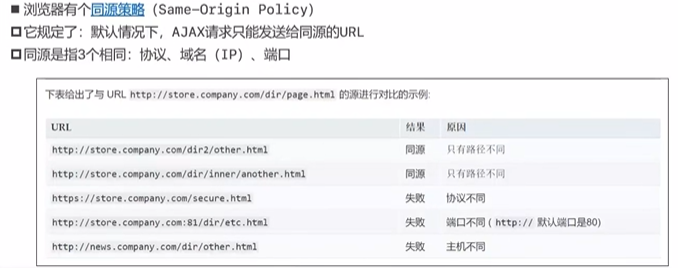 ■ 浏览器有个同源策略（Same-Origin Policy）
它规定了：默认情况下，AJAX请求只能发送给同源的URL
同源是指3个相同：协议、域名（IP）、端口
下表给出了与 URL http://store.company.com/dir/page.html 的源进行对比的示例:
URL 结果 原因
http://store.company.com/dir2/other.html 同源 只有路径不同
http://store.company.com/dir/inner/another.html 同源 只有路径不同
https://store.company.com/secure.html 失败 协议不同
http://store.company.com:81/dir/etc.html 失败 端口不同 ( http:// 默认端口是80)
http://news.company.com/dir/other.html 失败 主机不同